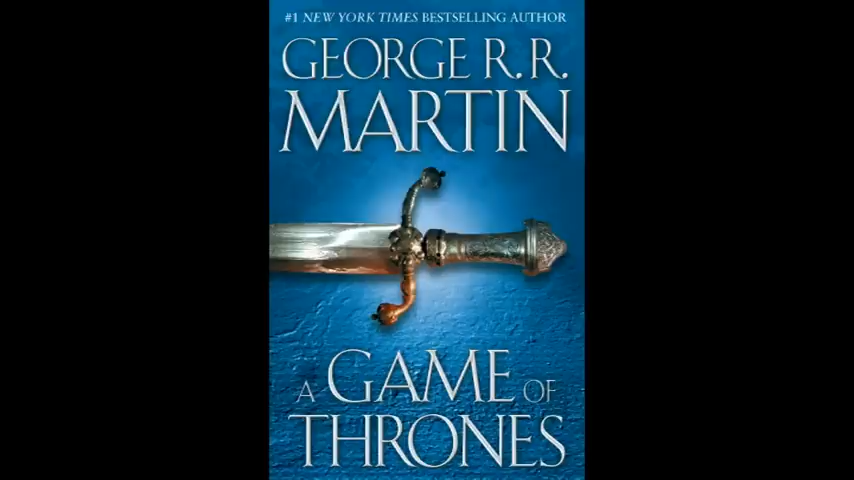 #1 NEW YORK TIMES BESTSELLING AUTHOR
GEORGE R. R.
MARTIN
A GAME OF
THRONES